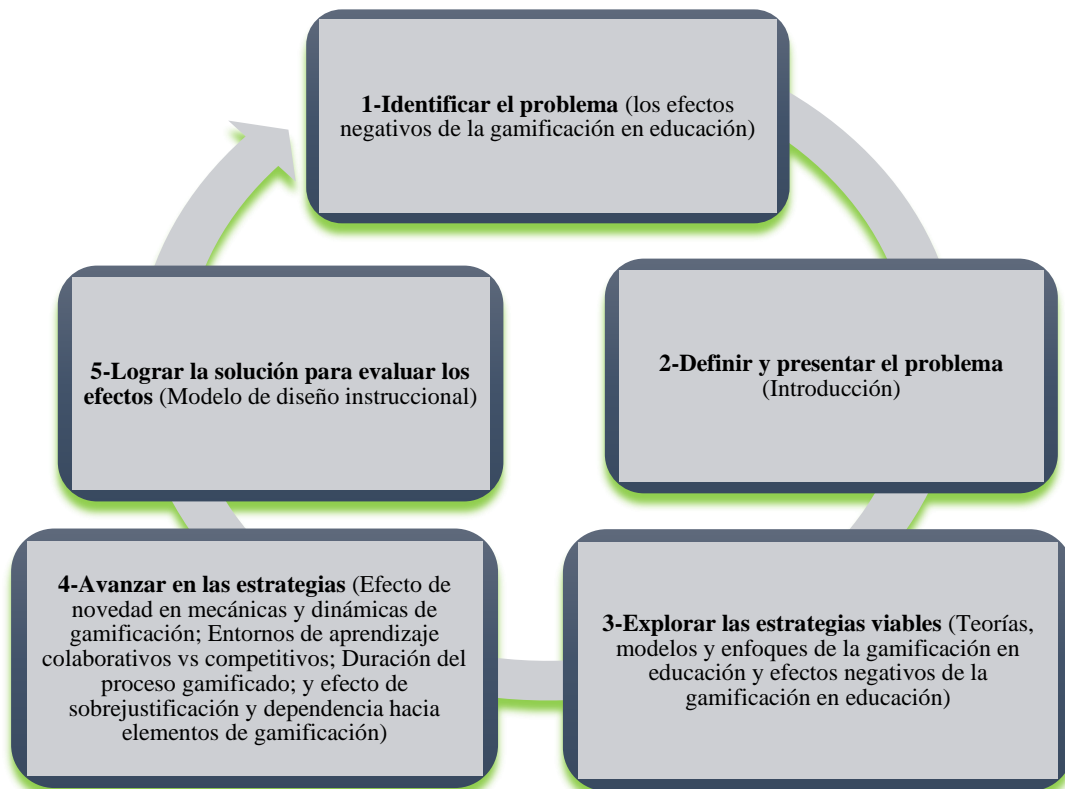 1-Identificar el problema (los efectos
negativos de la gamificación en educación)
2-Definir y presentar el problema
(Introducción)
3-Explorar las estrategias viables (Teorías,
modelos y enfoques de la gamificación en
educación y efectos negativos de la
gamificación en educación)
4-Avanzar en las estrategias (Efecto de
novedad en mecánicas y dinámicas de
gamificación; Entornos de aprendizaje
colaborativos vs competitivos; Duración del
proceso gamificado; y efecto de
sobrejustificación y dependencia hacia
elementos de gamificación)
5-Lograr la solución para evaluar los
efectos (Modelo de diseño instruccional)